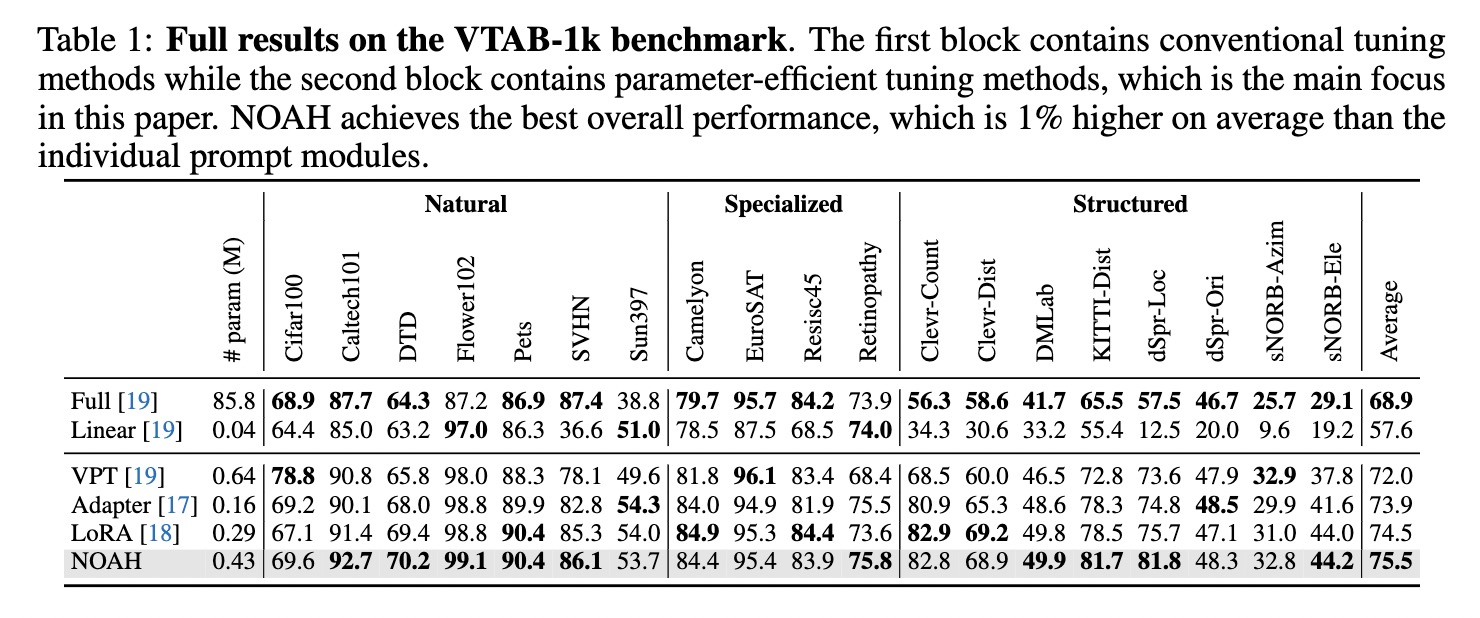 Table 1: Full results on the VTAB-1k benchmark. The first block contains conventional tuning
methods while the second block contains parameter-efficient tuning methods, which is the main focus
in this paper. NOAH achieves the best overall performance, which is 1% higher on average than the
individual prompt modules.
Natural Specialized Structured
# param (M) Cifar100 Caltech101 DTD Flower102 Pets SVHN Sun397 Camelyon EuroSAT Resisc45 Retinopathy Clevr-Count Clevr-Dist DMLab KITTI-Dist dSpr-Loc dSpr-Ori sNORB-Azim sNORB-Ele Average
Full [19] 85.8 68.9 87.7 64.3 87.2 86.9 87.4 38.8 79.7 95.7 84.2 73.9 56.3 58.6 41.7 65.5 57.5 46.7 25.7 29.1 68.9
Linear [19] 0.04 64.4 85.0 63.2 97.0 86.3 36.6 51.0 78.5 87.5 68.5 74.0 34.3 30.6 33.2 55.4 12.5 20.0 9.6 19.2 57.6
VPT [19] 0.64 78.8 90.8 65.8 98.0 88.3 78.1 49.6 81.8 96.1 83.4 68.4 68.5 60.0 46.5 72.8 73.6 47.9 32.9 37.8 72.0
Adapter [17] 0.16 69.2 90.1 68.0 98.8 89.9 82.8 54.3 84.0 94.9 81.9 75.5 80.9 65.3 48.6 78.3 74.8 48.5 29.9 41.6 73.9
LoRA [18] 0.29 67.1 91.4 69.4 98.8 90.4 85.3 54.0 84.9 95.3 84.4 73.6 82.9 69.2 49.8 78.5 75.7 47.1 31.0 44.0 74.5
NOAH 0.43 69.6 92.7 70.2 99.1 90.4 86.1 53.7 84.4 95.4 83.9 75.8 82.8 68.9 49.9 81.7 81.8 48.3 32.8 44.2 75.5